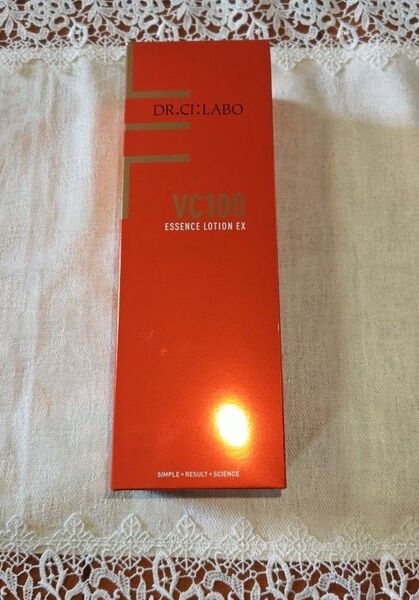 DR.CI:LABO
VC100
ESSENCE LOTION EX
SIMPLE + RESULT + SCIENCE